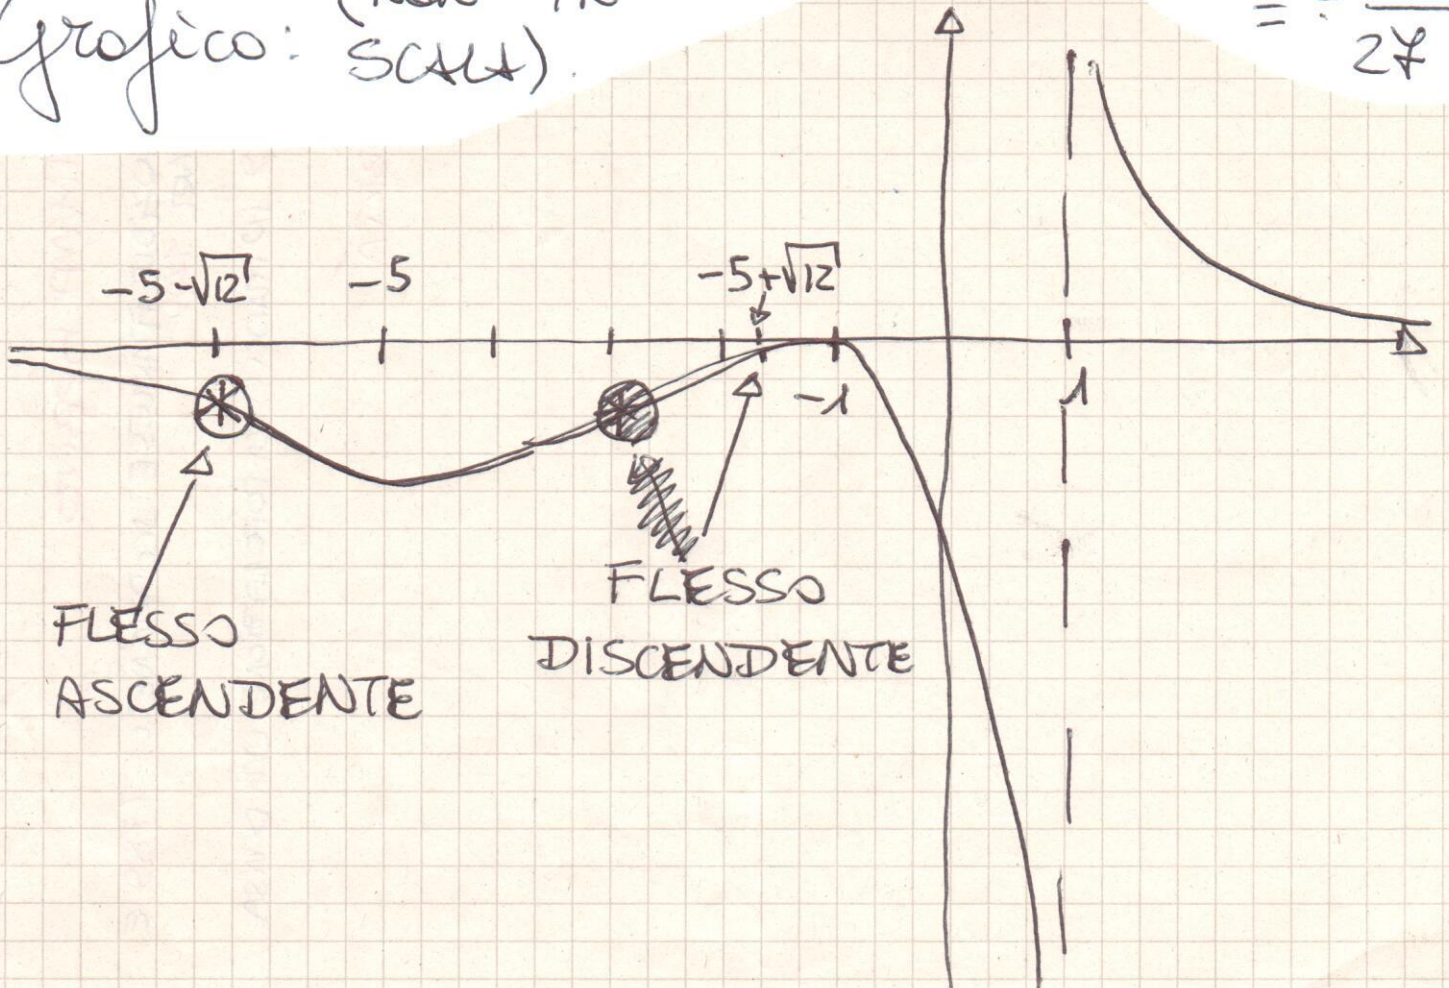 Grafico:
SCALA).
= 
27
-5-√12
-5
-5+√12
-1
1
FLESSO
ASCENDENTE
FLESSO
DISCENDENTE